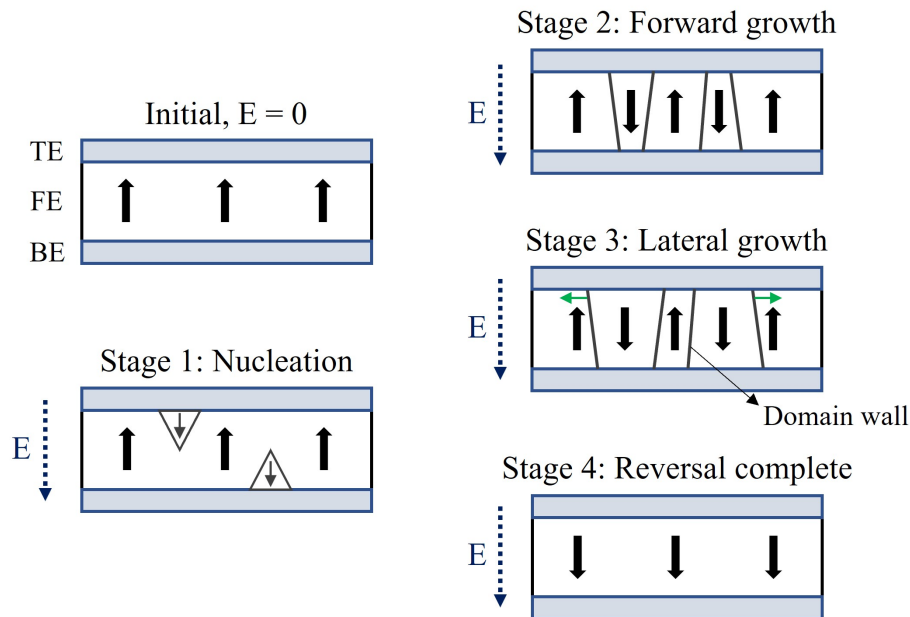 Initial, E = 0
TE
FE
BE
Stage 1: Nucleation
E
Stage 2: Forward growth
E
Stage 3: Lateral growth
E
Domain wall
Stage 4: Reversal complete
E